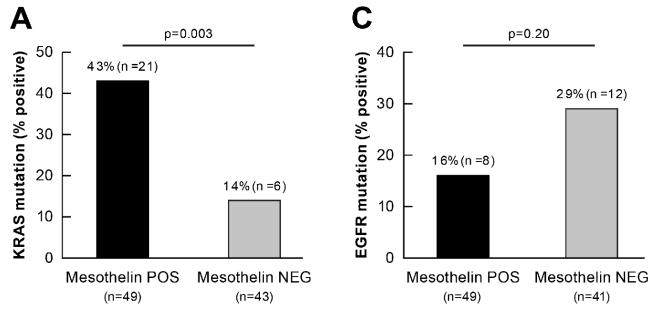 A
p=0.003
KRAS mutation (% positive)
50
40
30
20
10
0
43% (n =21)
14% (n =6)
Mesothelin POS
(n=49)
Mesothelin NEG
(n=43)
C
p=0.20
EGFR mutation (% positive)
40
30
20
10
0
16% (n =8)
29% (n =12)
Mesothelin POS
(n=49)
Mesothelin NEG
(n=41)